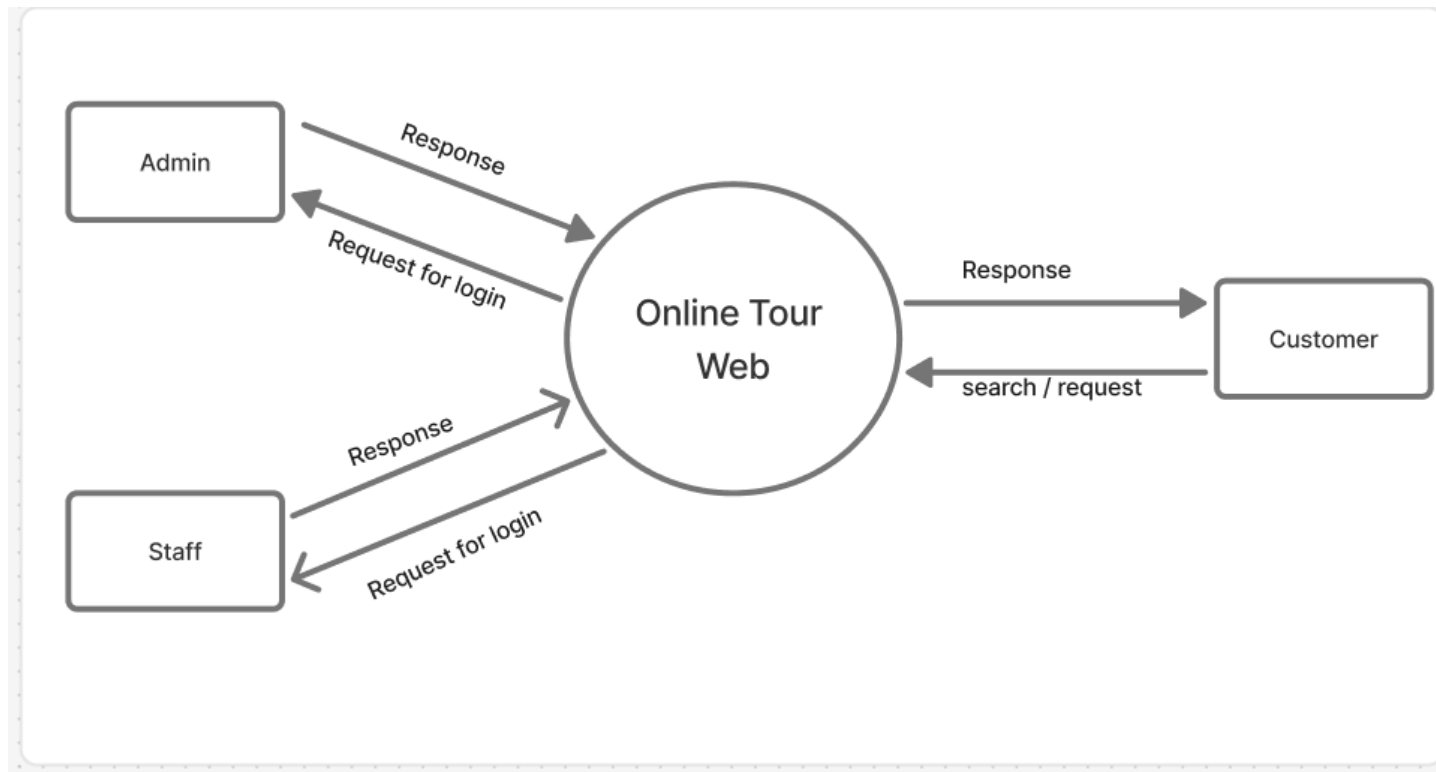 Admin
Response
Request for login
Online Tour
Web
Response
Customer
search / request
Response
Staff
Request for login